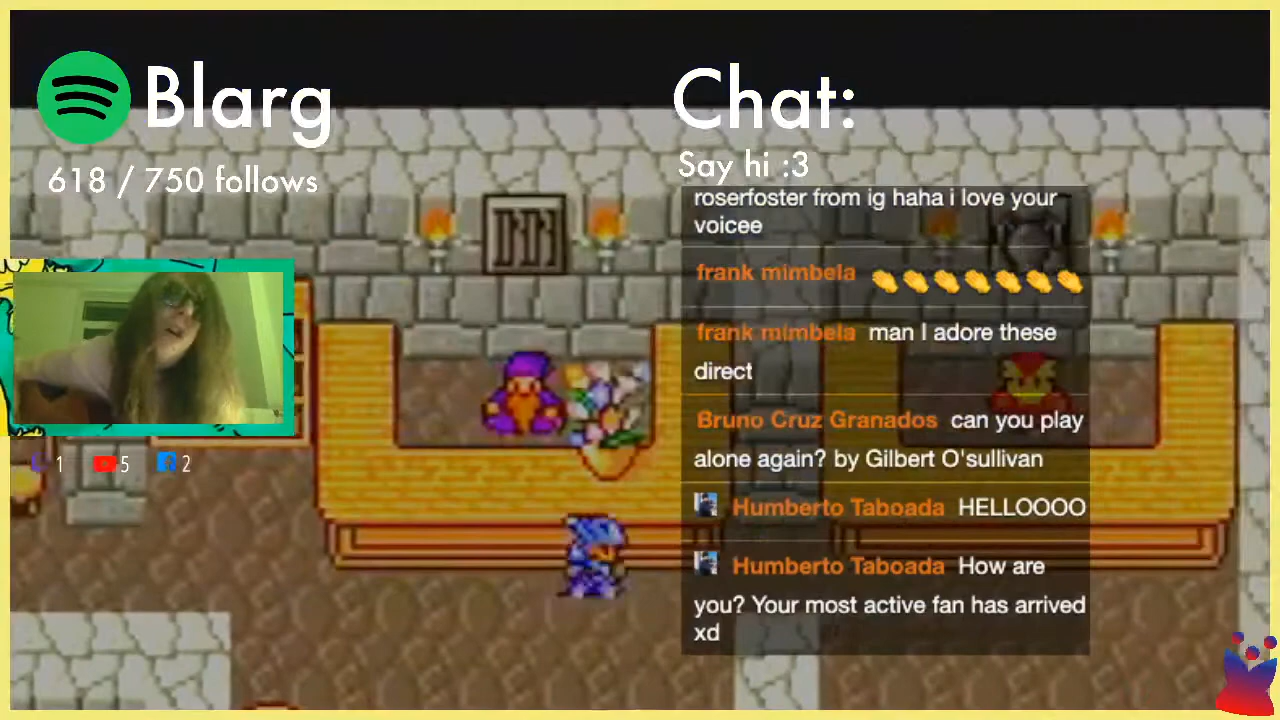 Blarg
618 / 750 follows
1 5 2
INN
Chat:
Say hi :3
roserfoster from ig haha i love your
voicee
frank mimbela 👏👏👏👏👏👏👏
frank mimbela man I adore these
direct
Bruno Cruz Granados can you play
alone again? by Gilbert O'sullivan
Humberto Taboada HELLOOOO
Humberto Taboada How are
you? Your most active fan has arrived
xd